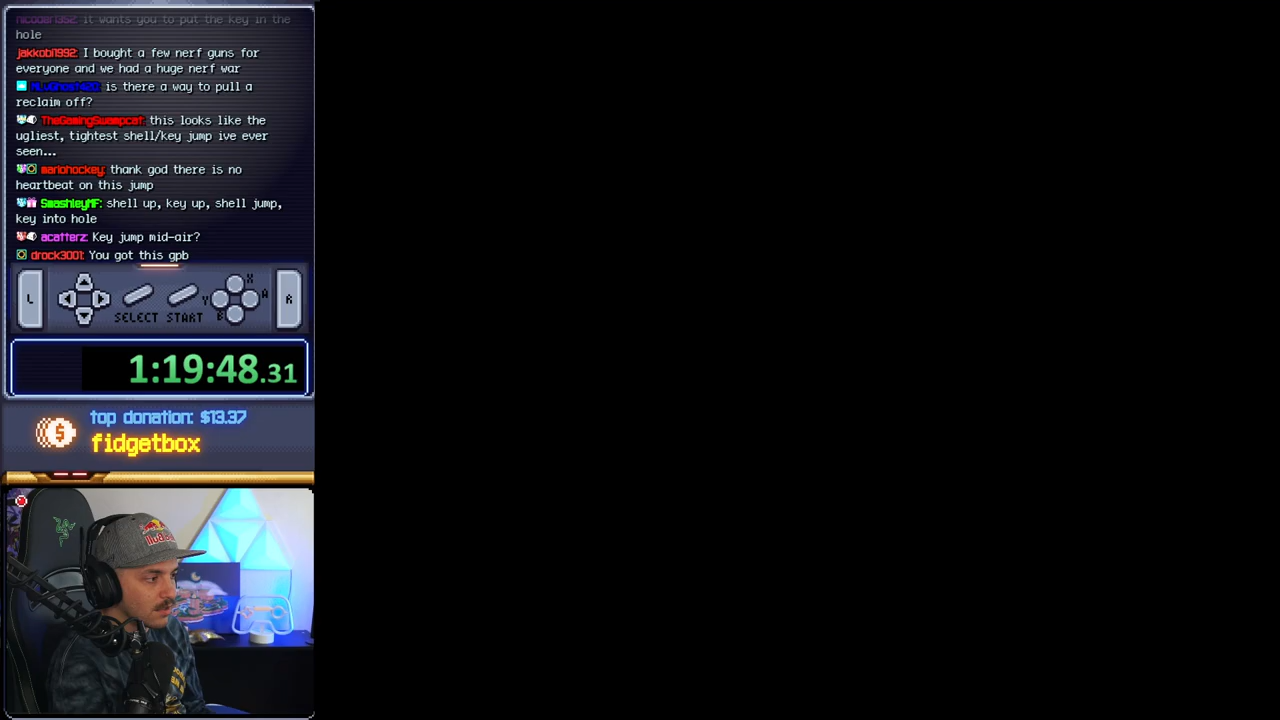 it wants you to put the key in the
hole
jakkobi1992: I bought a few nerf guns for
everyone and we had a huge nerf war
is there a way to pull a
reclaim off?
TheGamingSwampcat: this looks like the
ugliest, tightest shell/key jump ive ever
seen...
mariohockey: thank god there is no
heartbeat on this jump
SmashleyMF: shell up, key up, shell jump,
key into hole
acatterz: Key jump mid-air?
drock3001: You got this gpb
L
X
Y
A
B
R
SELECT START
1:19:48.31
top donation: $13.37
$
fidgetbox
Red Bull